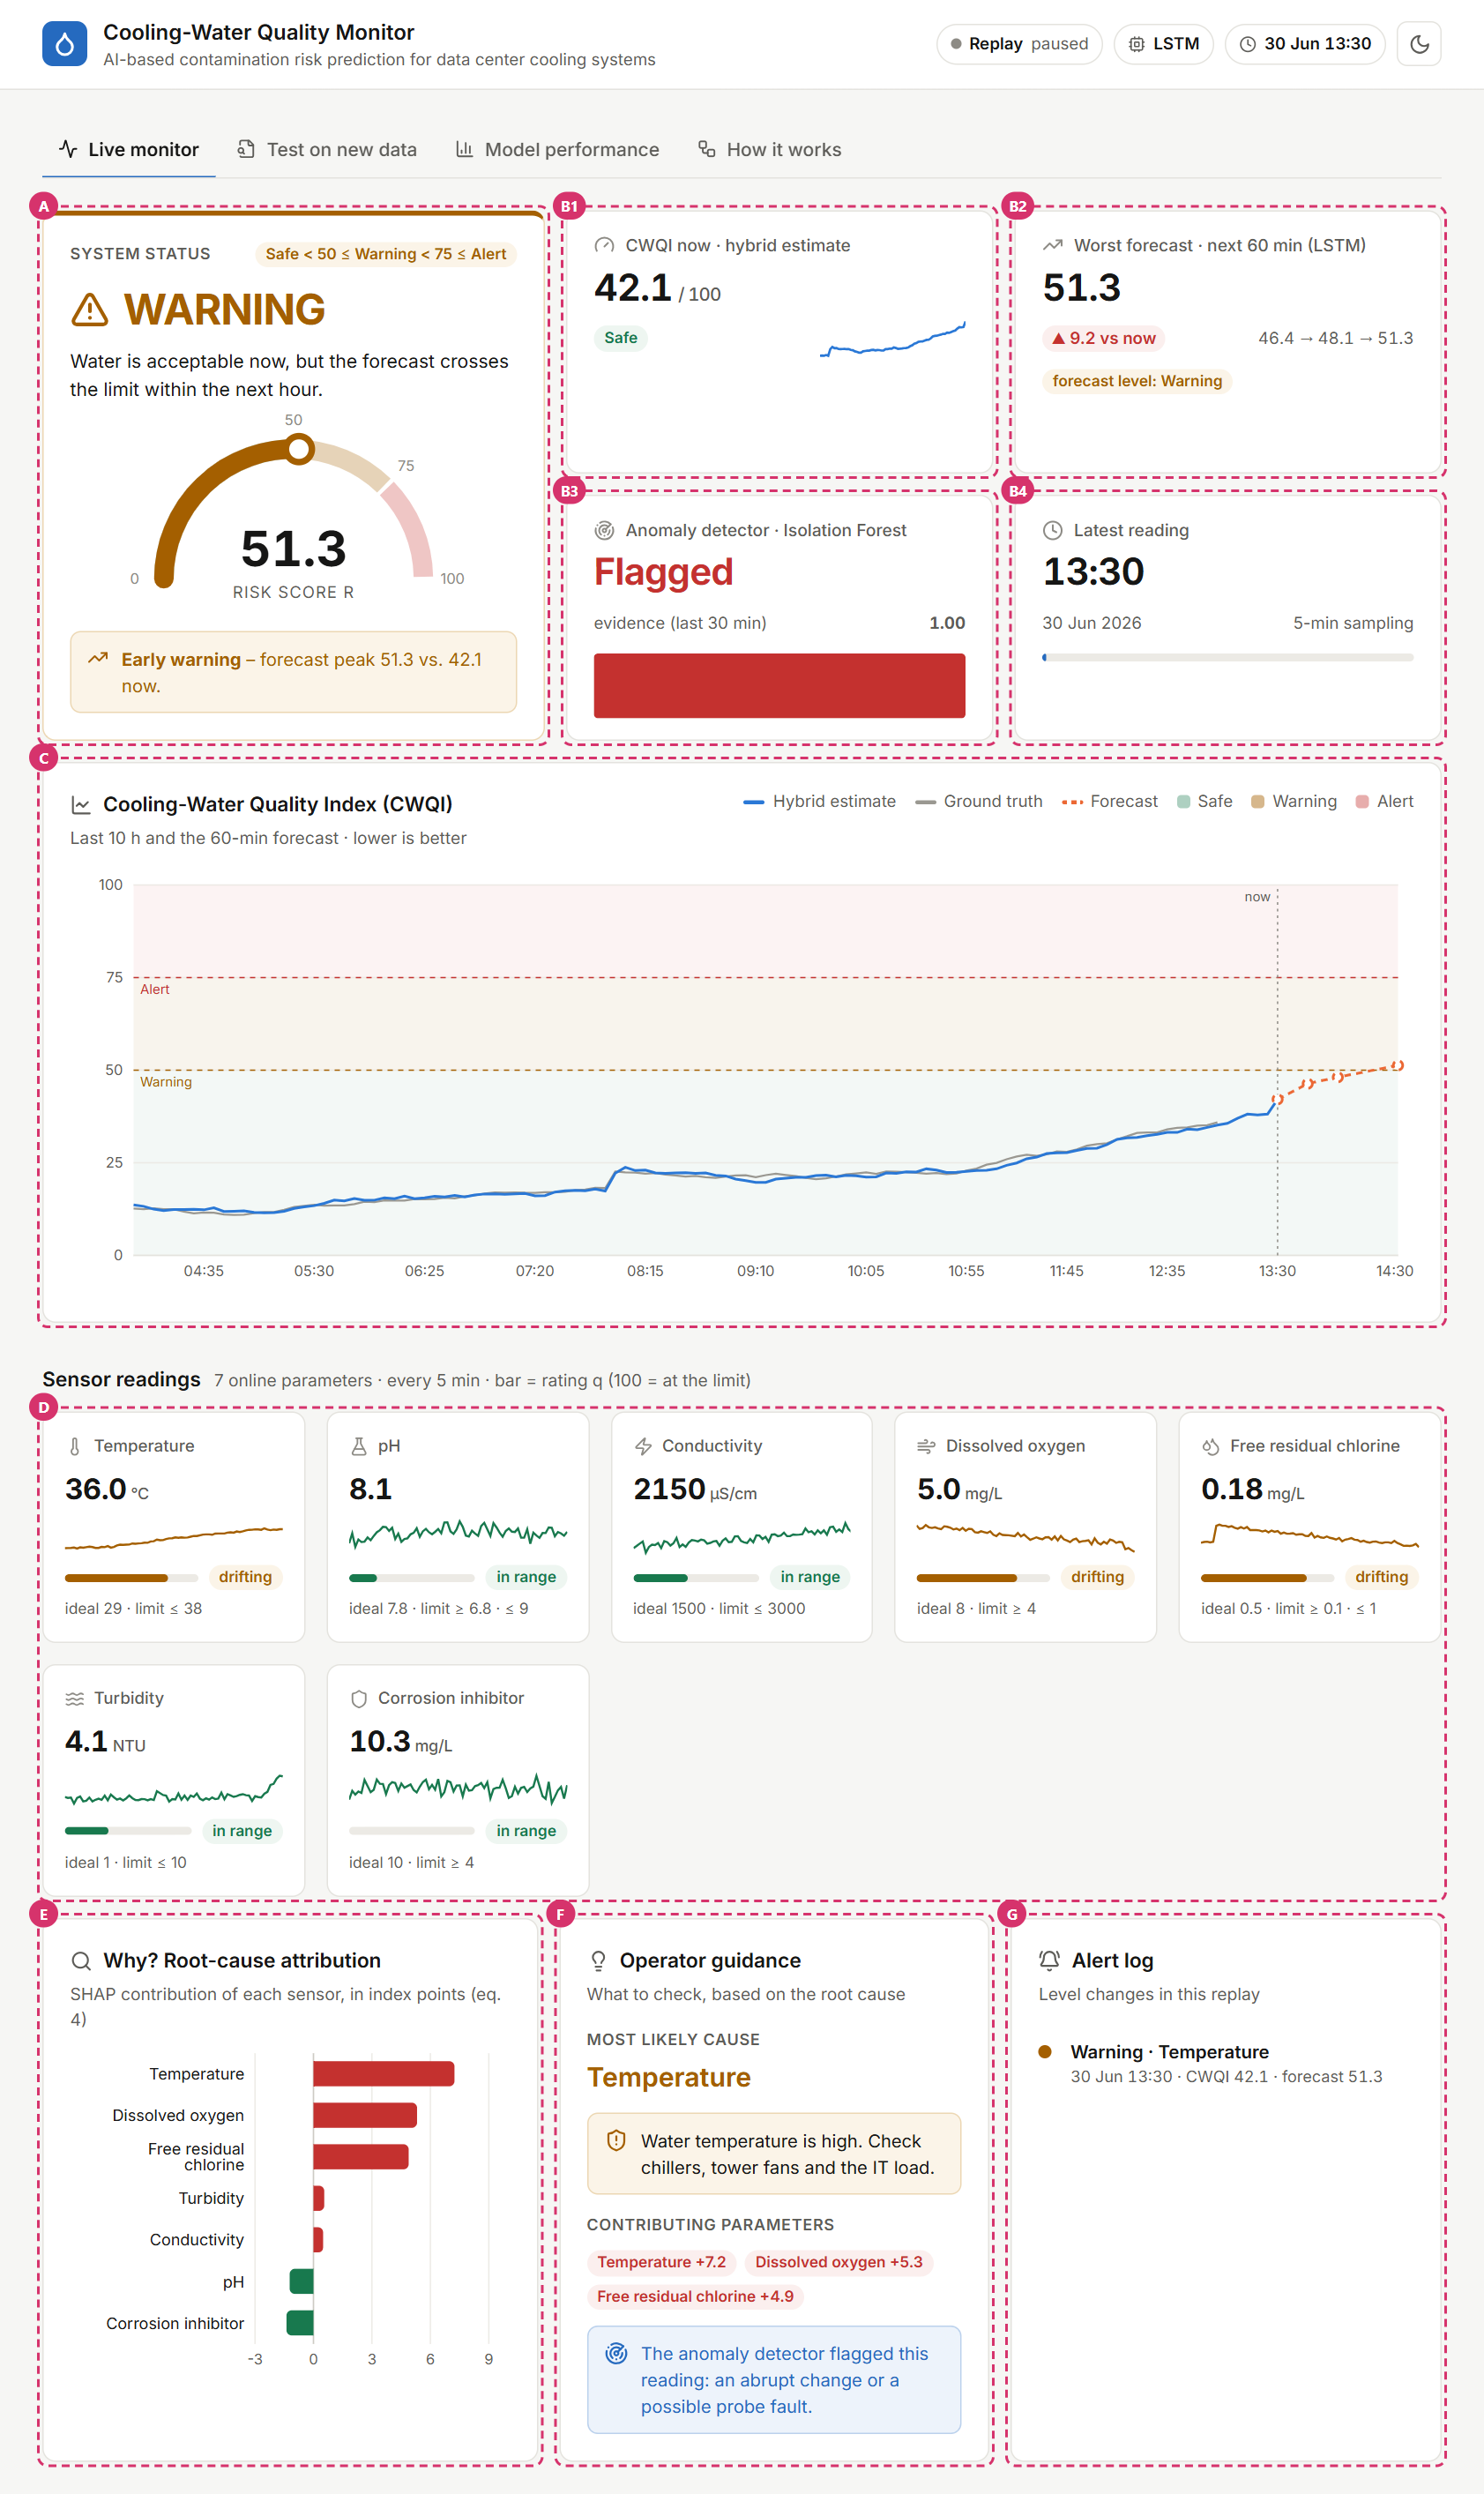 Cooling-Water Quality Monitor
AI-based contamination risk prediction for data center cooling systems
Replay paused
LSTM
30 Jun 13:30
Live monitor
Test on new data
Model performance
How it works
A
SYSTEM STATUS
Safe < 50 ≤ Warning < 75 ≤ Alert
WARNING
Water is acceptable now, but the forecast crosses
the limit within the next hour.
50
75
0
100
51.3
RISK SCORE R
Early warning – forecast peak 51.3 vs. 42.1
now.
B1
CWQI now · hybrid estimate
42.1 / 100
Safe
B2
Worst forecast · next 60 min (LSTM)
51.3
▲ 9.2 vs now
46.4 → 48.1 → 51.3
forecast level: Warning
B3
Anomaly detector · Isolation Forest
Flagged
evidence (last 30 min)
1.00
B4
Latest reading
13:30
30 Jun 2026
5-min sampling
C
Cooling-Water Quality Index (CWQI)
Last 10 h and the 60-min forecast · lower is better
Hybrid estimate
Ground truth
Forecast
Safe
Warning
Alert
100
75
50
25
0
Alert
Warning
now
04:35
05:30
06:25
07:20
08:15
09:10
10:05
10:55
11:45
12:35
13:30
14:30
Sensor readings 7 online parameters · every 5 min · bar = rating q (100 = at the limit)
D
Temperature
36.0 °C
drifting
ideal 29 · limit ≤ 38
pH
8.1
in range
ideal 7.8 · limit ≥ 6.8 · ≤ 9
Conductivity
2150 µS/cm
in range
ideal 1500 · limit ≤ 3000
Dissolved oxygen
5.0 mg/L
drifting
ideal 8 · limit ≥ 4
Free residual chlorine
0.18 mg/L
drifting
ideal 0.5 · limit ≥ 0.1 · ≤ 1
Turbidity
4.1 NTU
in range
ideal 1 · limit ≤ 10
Corrosion inhibitor
10.3 mg/L
in range
ideal 10 · limit ≥ 4
E
Why? Root-cause attribution
SHAP contribution of each sensor, in index points (eq.
4)
Temperature
Dissolved oxygen
Free residual
chlorine
Turbidity
Conductivity
pH
Corrosion inhibitor
-3
0
3
6
9
F
Operator guidance
What to check, based on the root cause
MOST LIKELY CAUSE
Temperature
Water temperature is high. Check
chillers, tower fans and the IT load.
CONTRIBUTING PARAMETERS
Temperature +7.2
Dissolved oxygen +5.3
Free residual chlorine +4.9
The anomaly detector flagged this
reading: an abrupt change or a
possible probe fault.
G
Alert log
Level changes in this replay
Warning · Temperature
30 Jun 13:30 · CWQI 42.1 · forecast 51.3